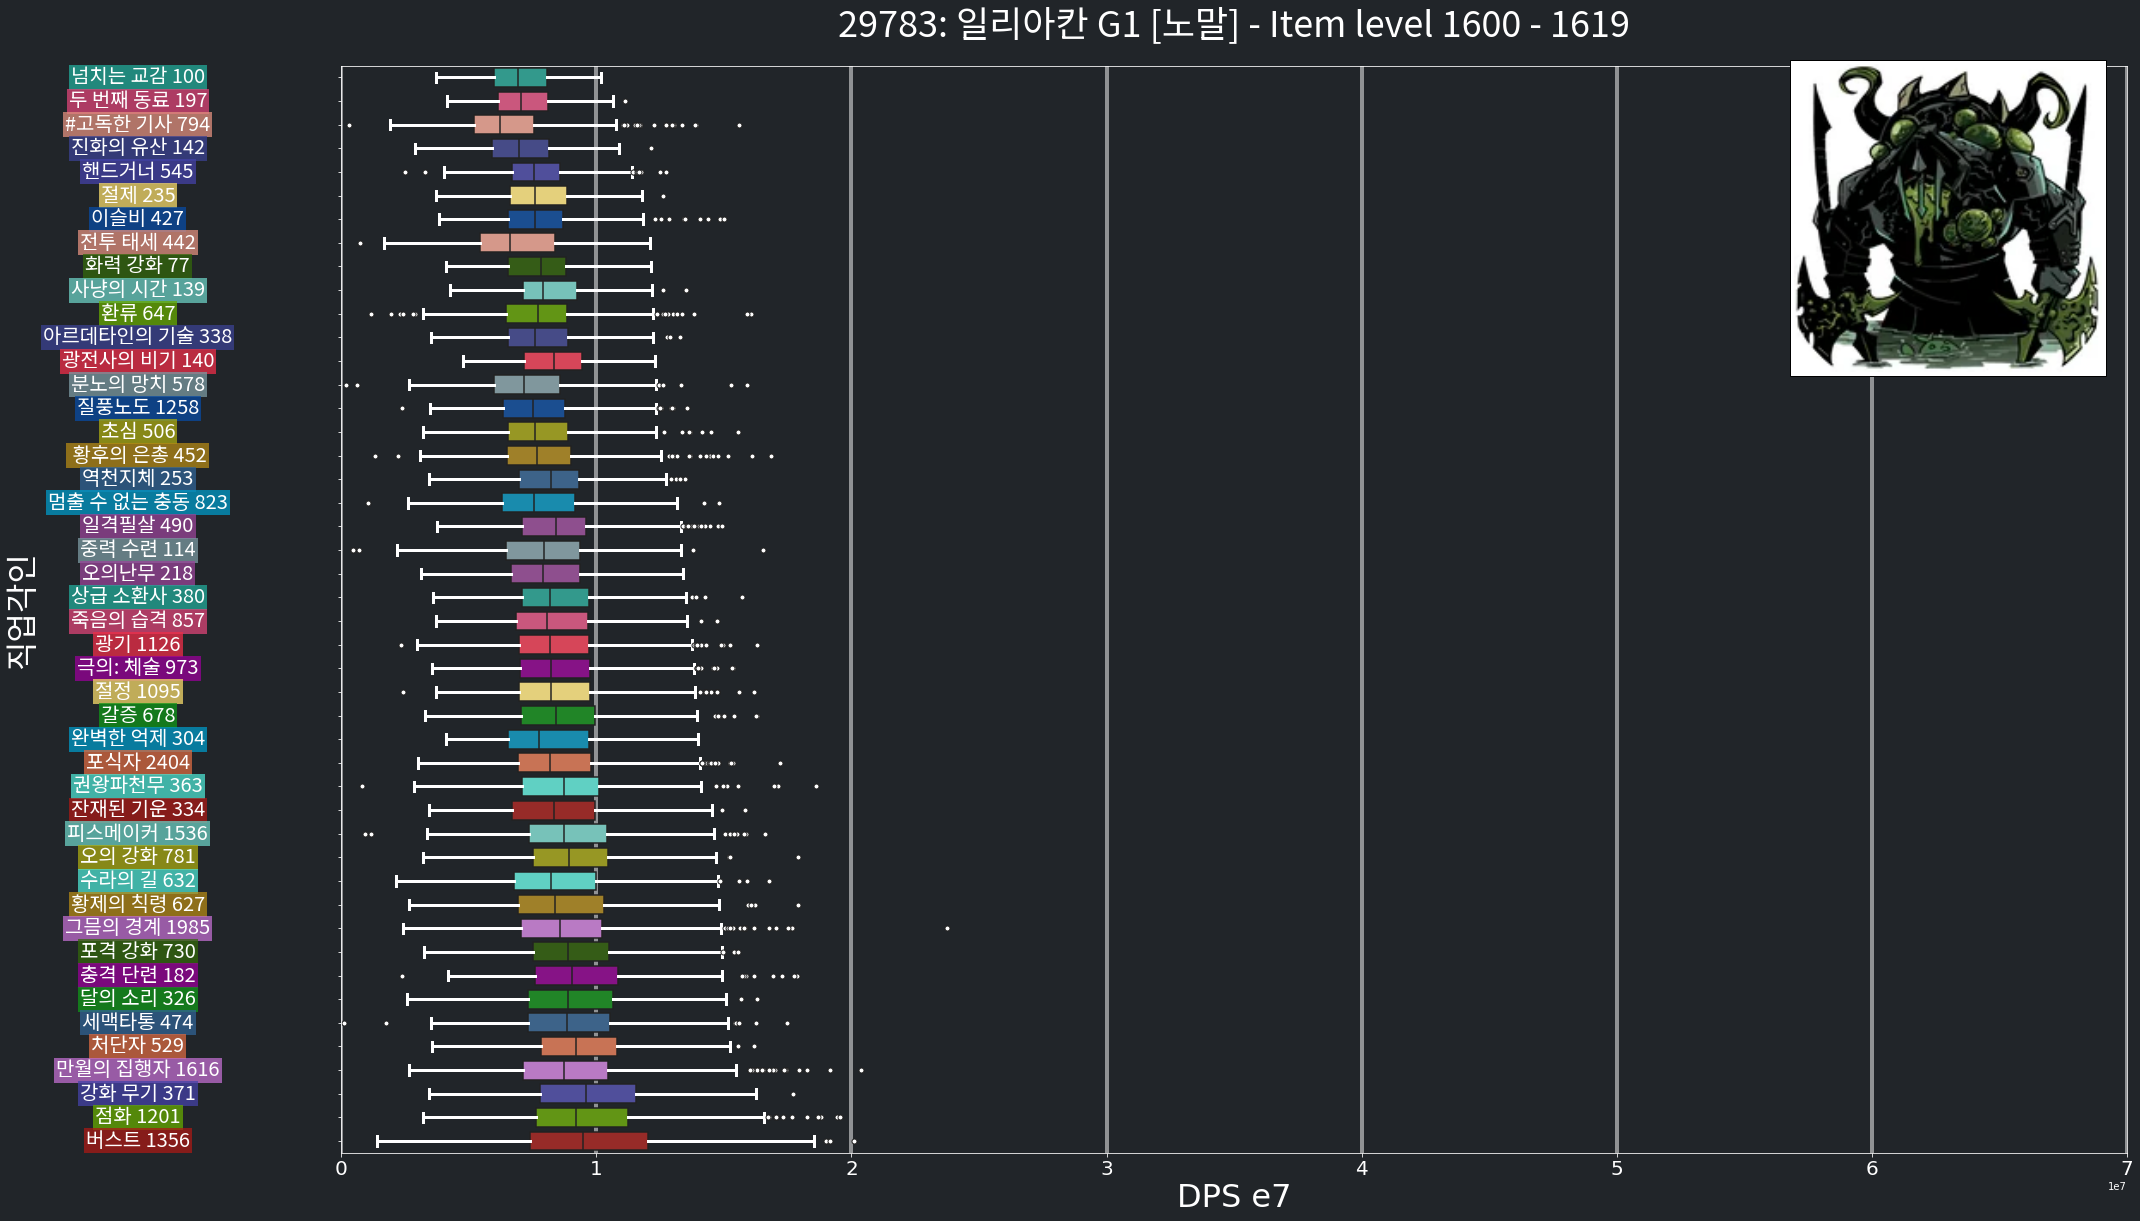 29783: 일리아칸 G1 [노말] - Item level 1600 - 1619
넘치는 교감 100
두 번째 동료 197
#고독한 기사 794
진화의 유산 142
핸드거너 545
절제 235
이슬비 427
전투 태세 442
화력 강화 77
사냥의 시간 139
환류 647
아르데타인의 기술 338
광전사의 비기 140
분노의 망치 578
질풍노도 1258
초심 506
황후의 은총 452
역천지체 253
멈출 수 없는 충동 823
일격필살 490
중력 수련 114
오의난무 218
상급 소환사 380
죽음의 습격 857
광기 1126
극의: 체술 973
절정 1095
갈증 678
완벽한 억제 304
포식자 2404
권왕파천무 363
잔재된 기운 334
피스메이커 1536
오의 강화 781
수라의 길 632
황제의 칙령 627
그믐의 경계 1985
포격 강화 730
충격 단련 182
달의 소리 326
세맥타통 474
처단자 529
만월의 집행자 1616
강화 무기 371
점화 1201
버스트 1356
직업각인
0 1 2 3 4 5 6 7
DPS e7
1e7